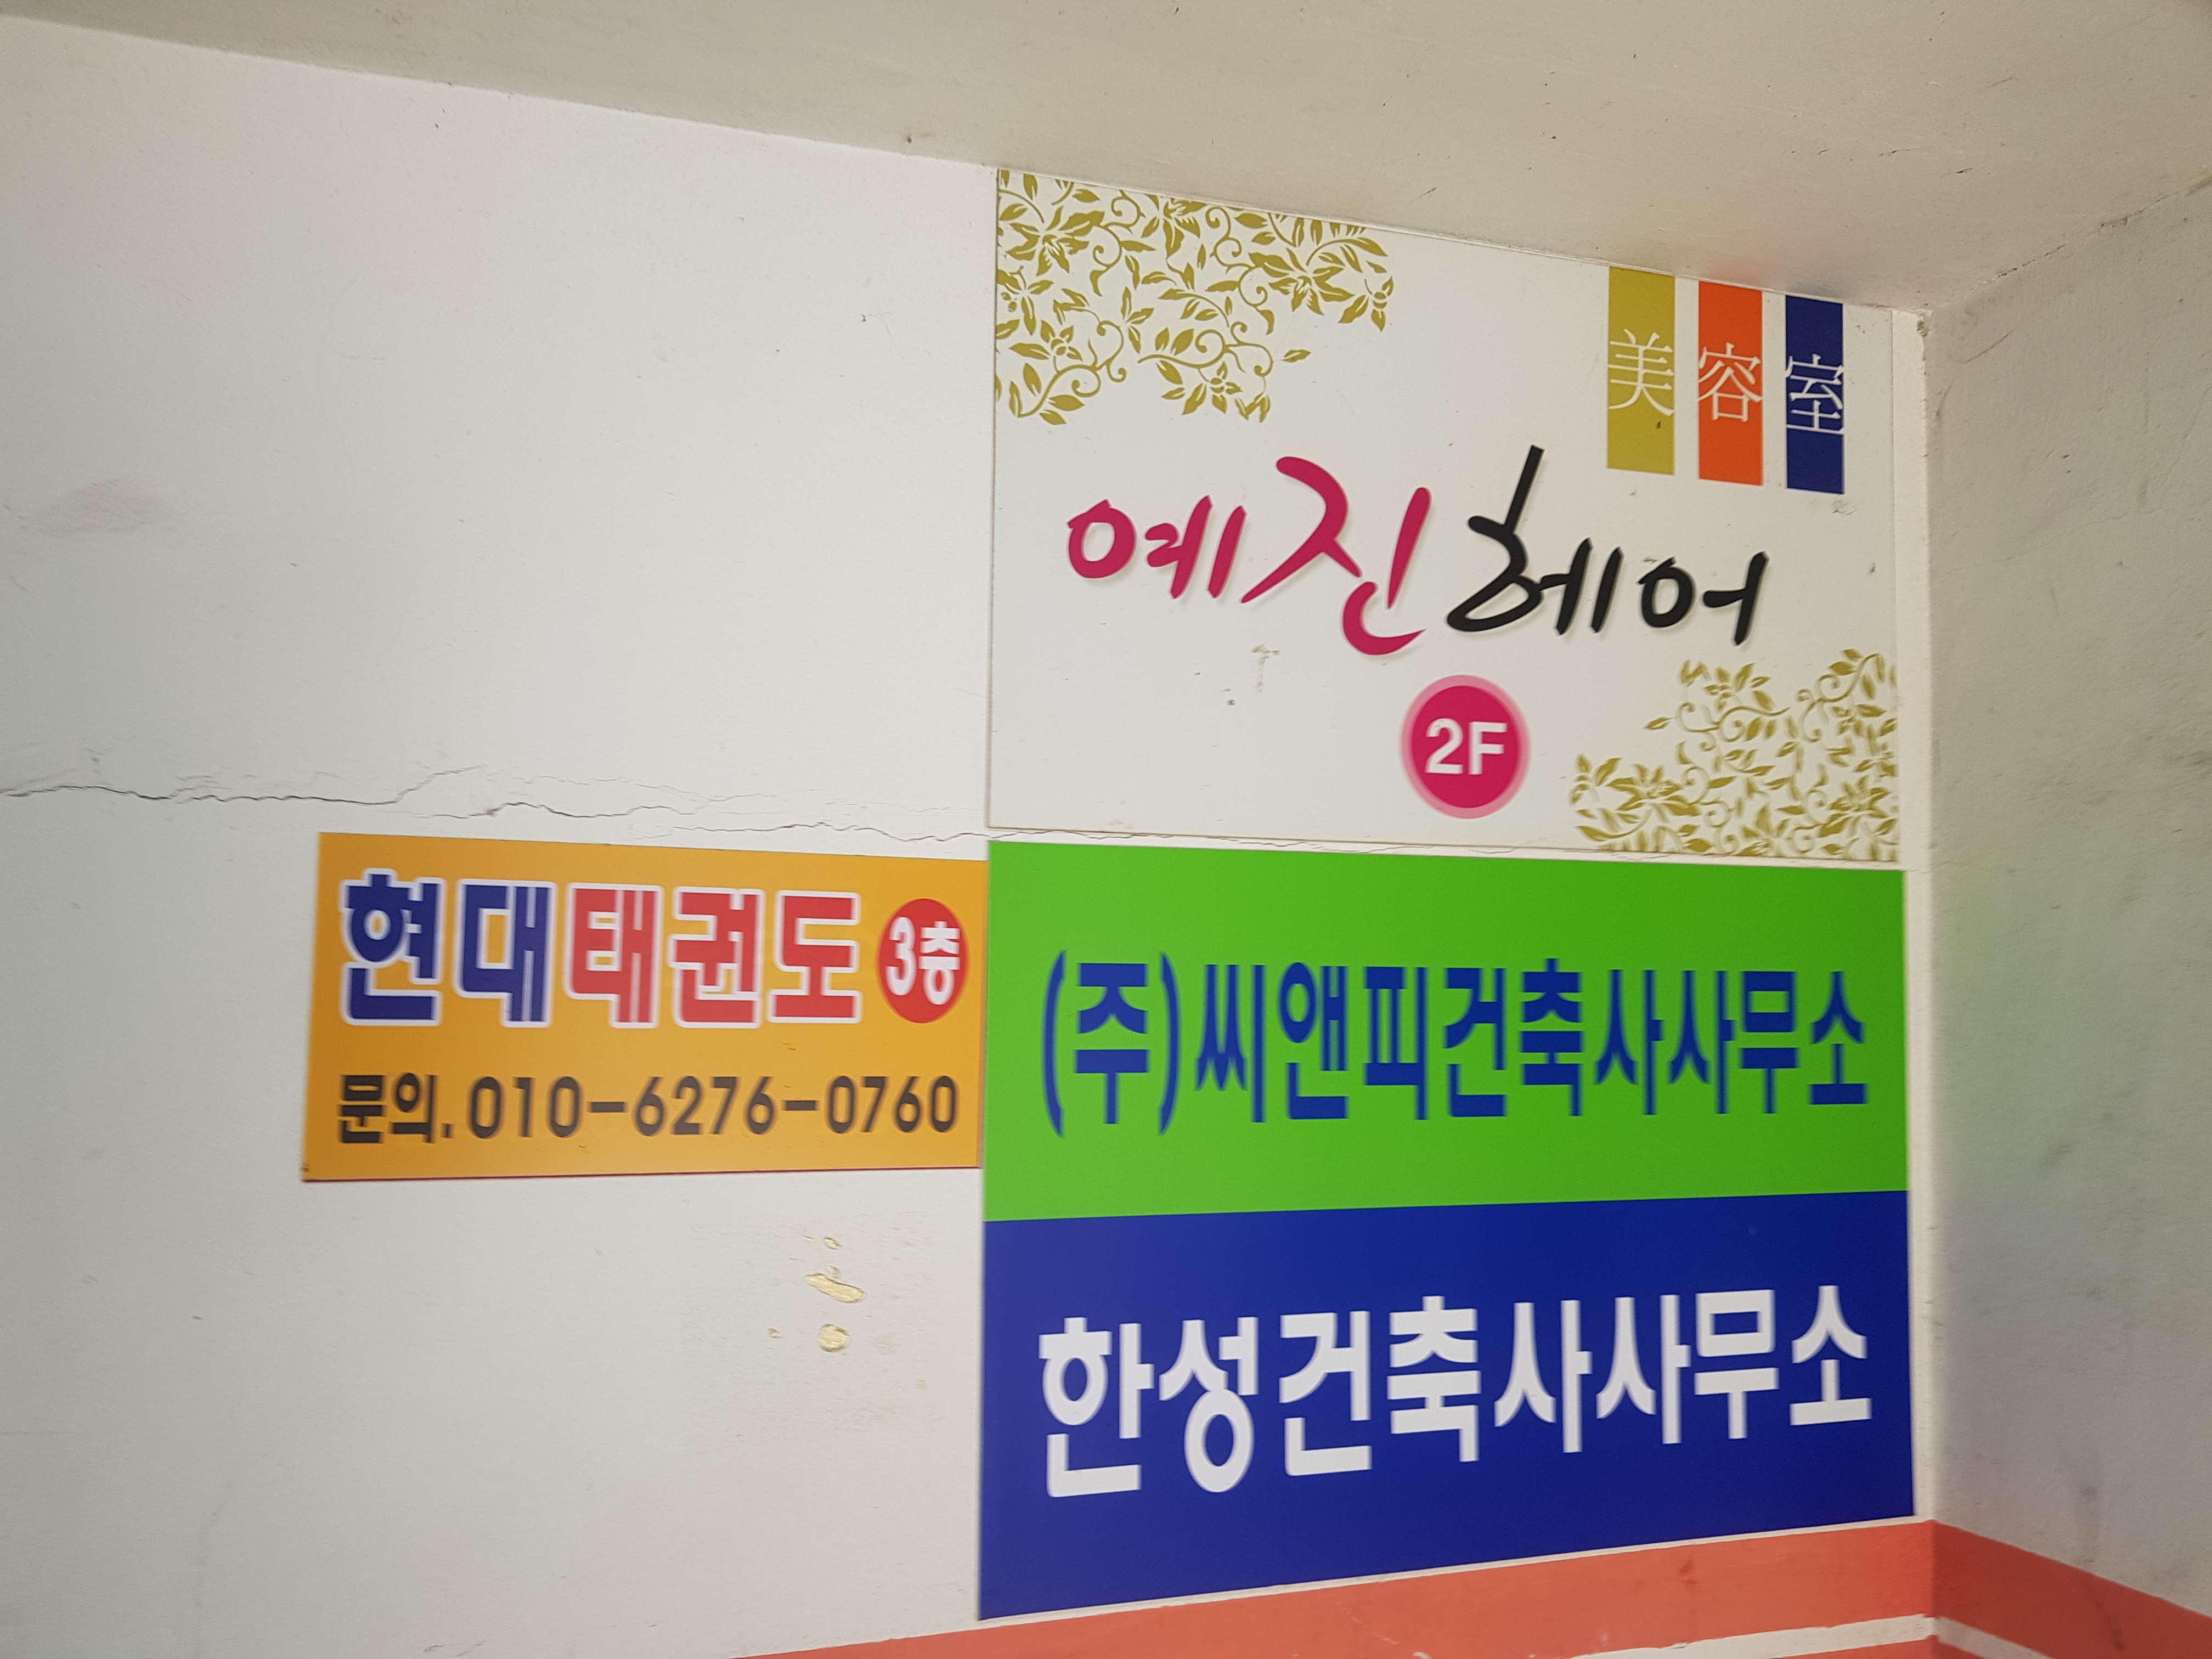 美容室
예진헤어
2F
현대태권도 3층
문의. 010-6276-0760
(주)씨앤피건축사사무소
한성건축사사무소